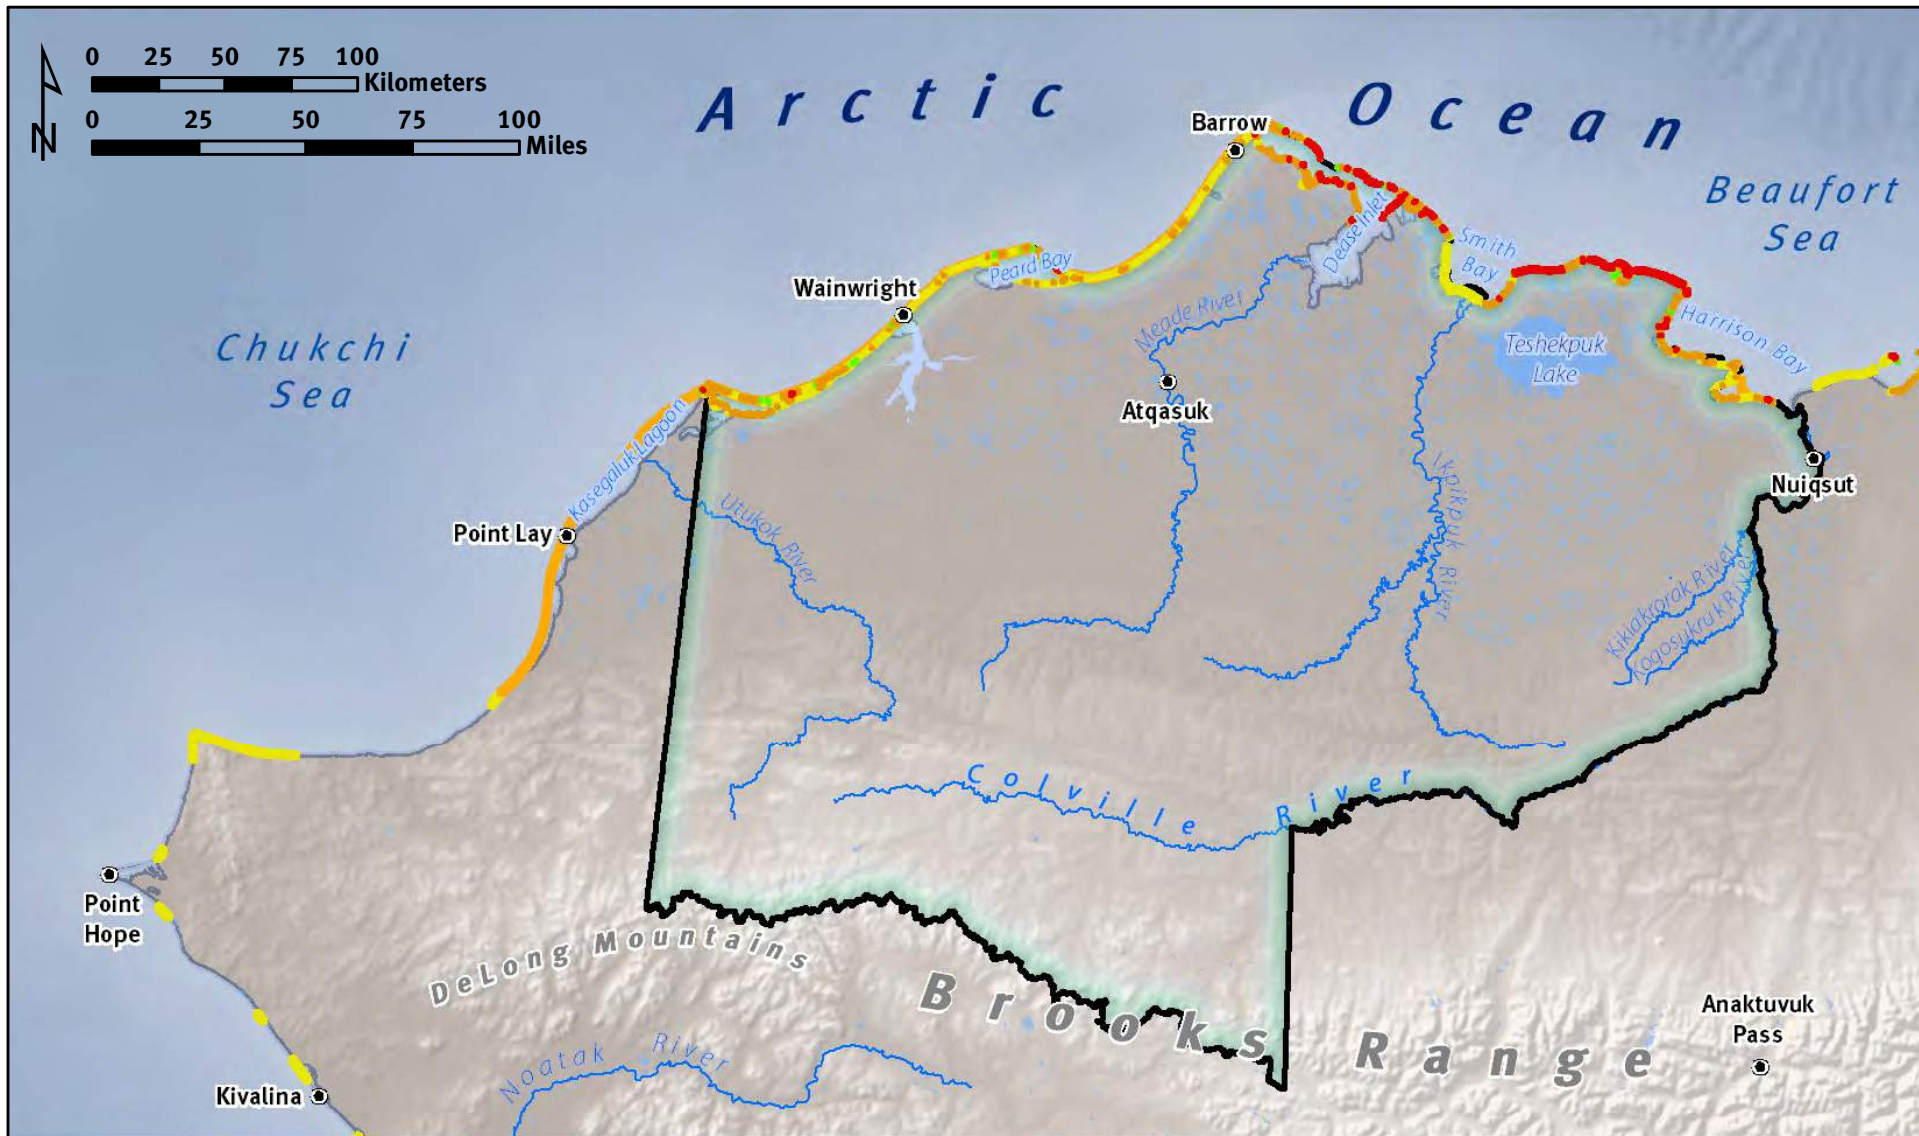 0 25 50 75 100
Kilometers
0 25 50 75 100
Miles
N
Arctic Ocean
Barrow
Beaufort
Sea
Smith
Bay
Dease Inlet
Peard Bay
Wainwright
Meade River
Harrison Bay
Chukchi
Sea
Teshekpuk
Lake
Atqasuk
Kasegaluk Lagoon
Ikpikpuk River
Nuiqsut
Utukok River
Point Lay
Kiklakrorak River
Kogosukruk River
Colville River
Point
Hope
DeLong Mountains
Brooks Range
Anaktuvuk
Pass
Noatak River
Kivalina